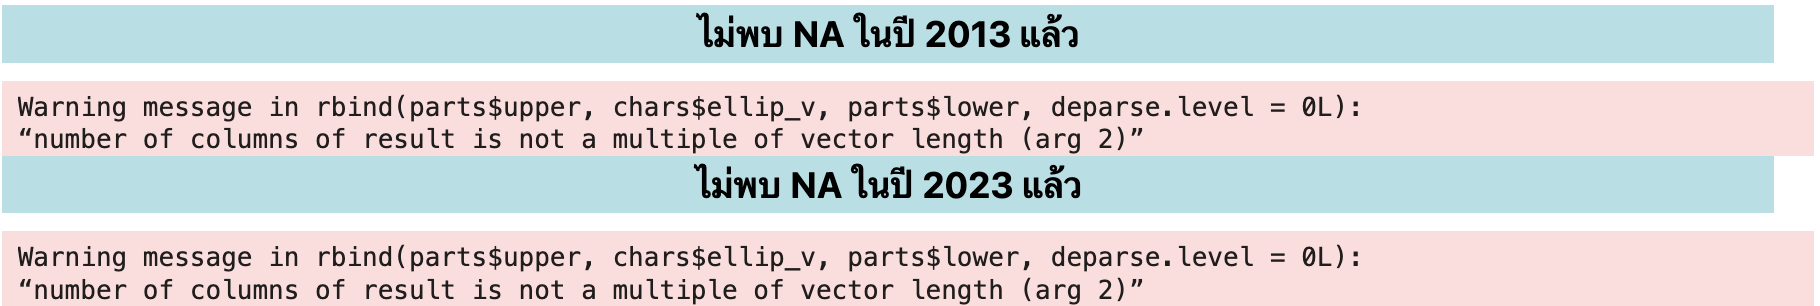 ไม่พบ NA ในปี 2013 แล้ว
Warning message in rbind(parts$upper, chars$ellip_v, parts$lower, deparse.level = 0L):
“number of columns of result is not a multiple of vector length (arg 2)”
ไม่พบ NA ในปี 2023 แล้ว
Warning message in rbind(parts$upper, chars$ellip_v, parts$lower, deparse.level = 0L):
“number of columns of result is not a multiple of vector length (arg 2)”